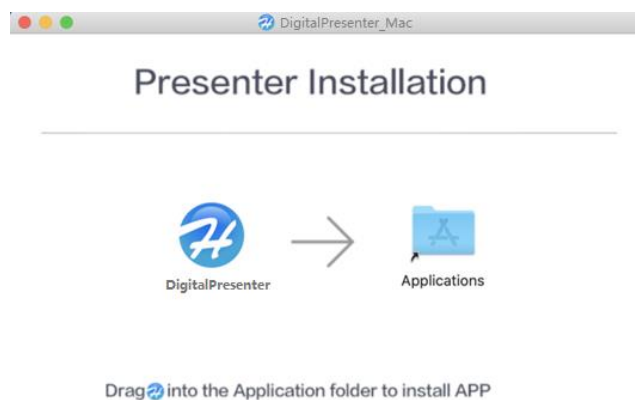 DigitalPresenter_Mac
Presenter Installation
DigitalPresenter
Applications
Drag into the Application folder to install APP